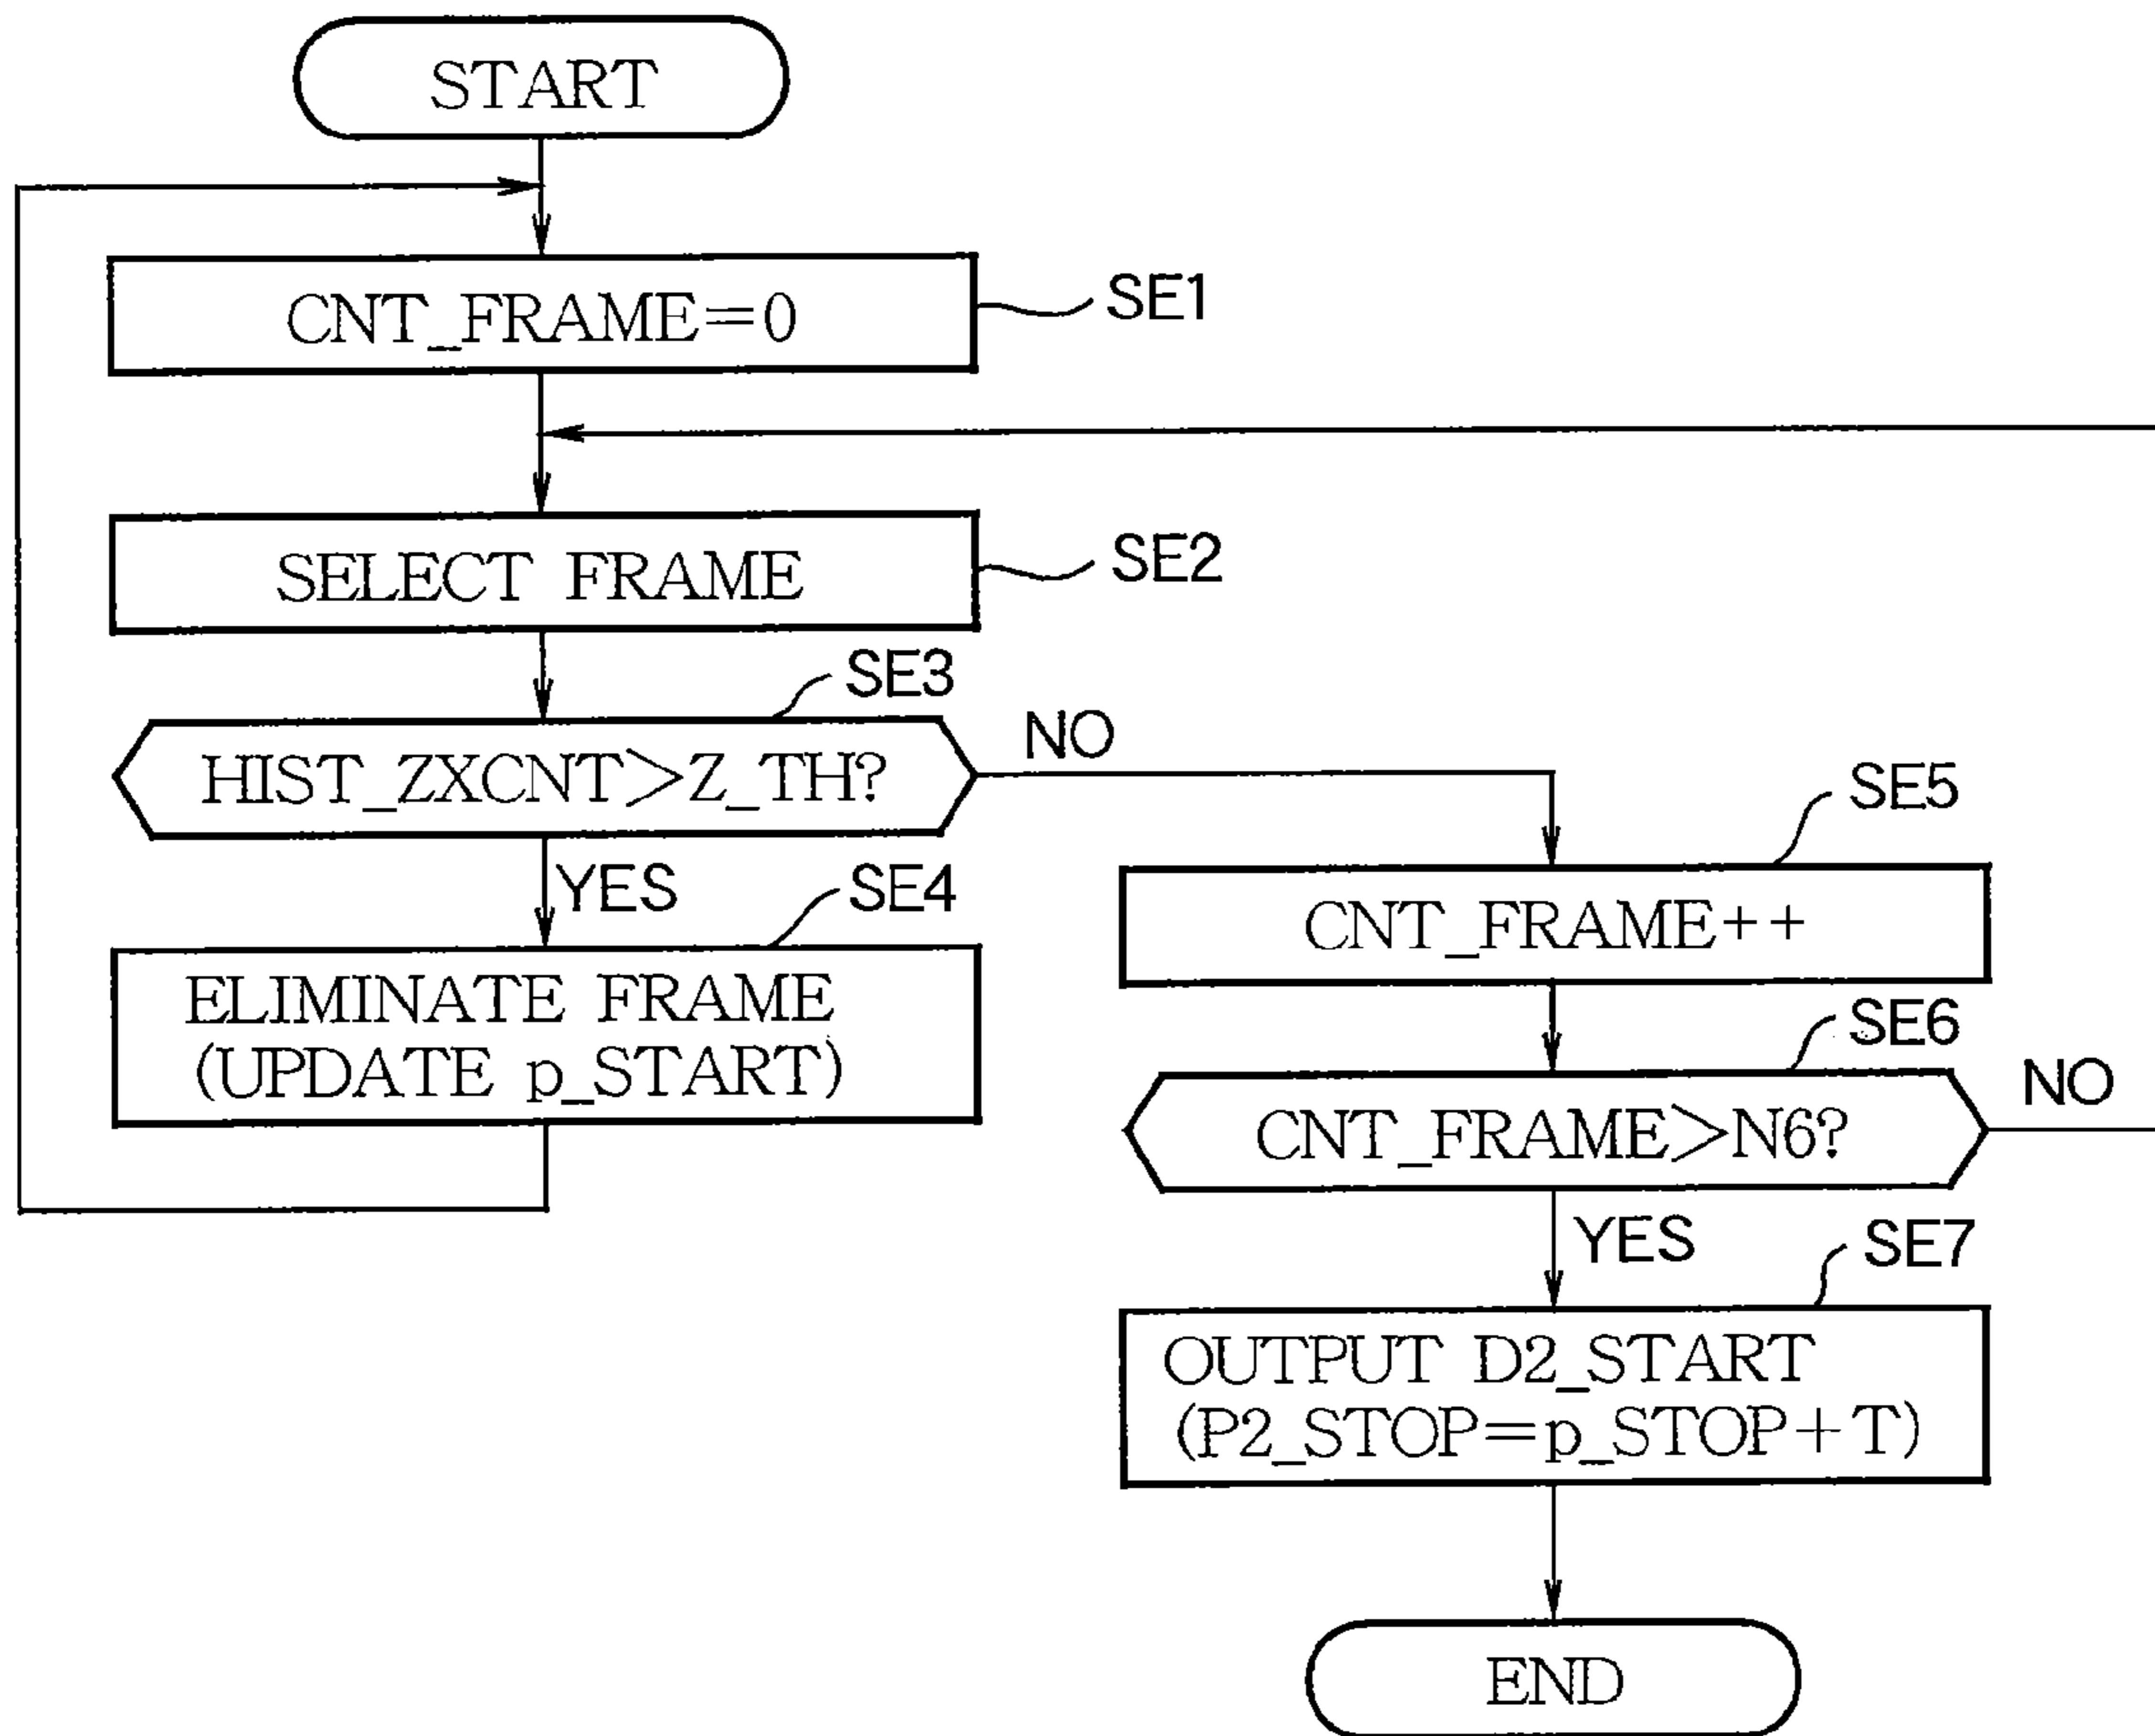 START
CNT_FRAME=0
SE1
SELECT FRAME
SE2
SE3
HIST_ZXCNT>Z_TH?
NO
YES
SE4
ELIMINATE FRAME
(UPDATE p_START)
SE5
CNT_FRAME++
SE6
CNT_FRAME>N6?
NO
YES
SE7
OUTPUT D2_START
(P2_STOP=p_STOP+T)
END